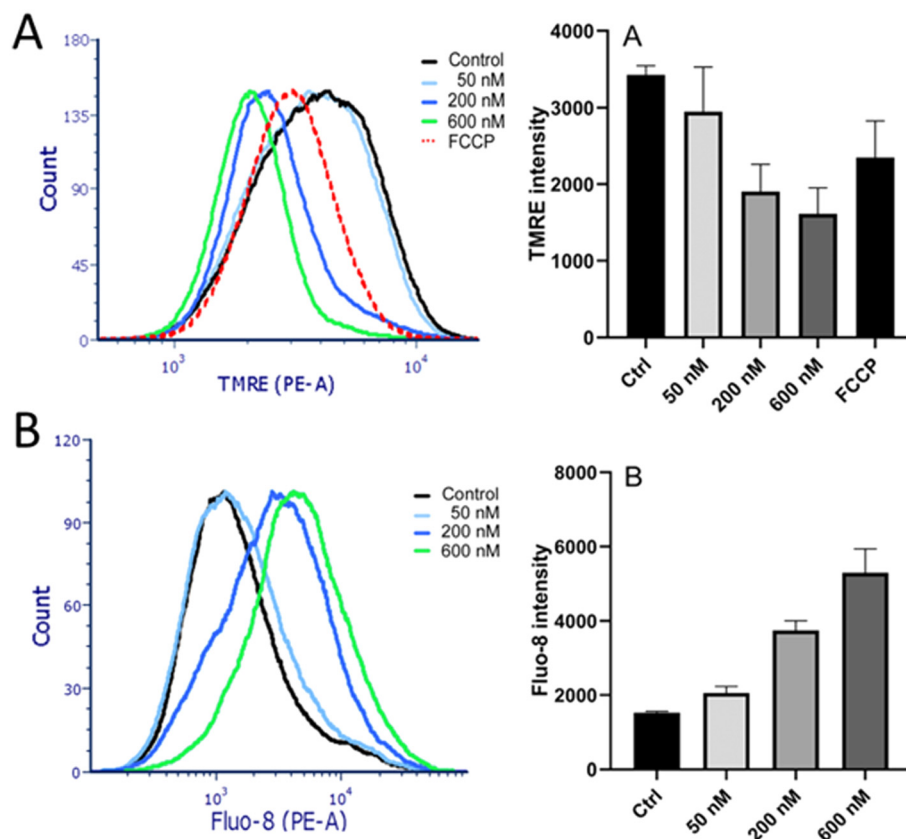 A
180
135
90
45
0
Count
10³
10⁴
TMRE (PE-A)
Control
50 nM
200 nM
600 nM
FCCP
A
4000
3000
2000
1000
0
TMRE intensity
Ctrl
50 nM
200 nM
600 nM
FCCP
B
120
90
60
30
0
Count
10³
10⁴
Fluo-8 (PE-A)
Control
50 nM
200 nM
600 nM
B
8000
6000
4000
2000
0
Fluo-8 intensity
Ctrl
50 nM
200 nM
600 nM